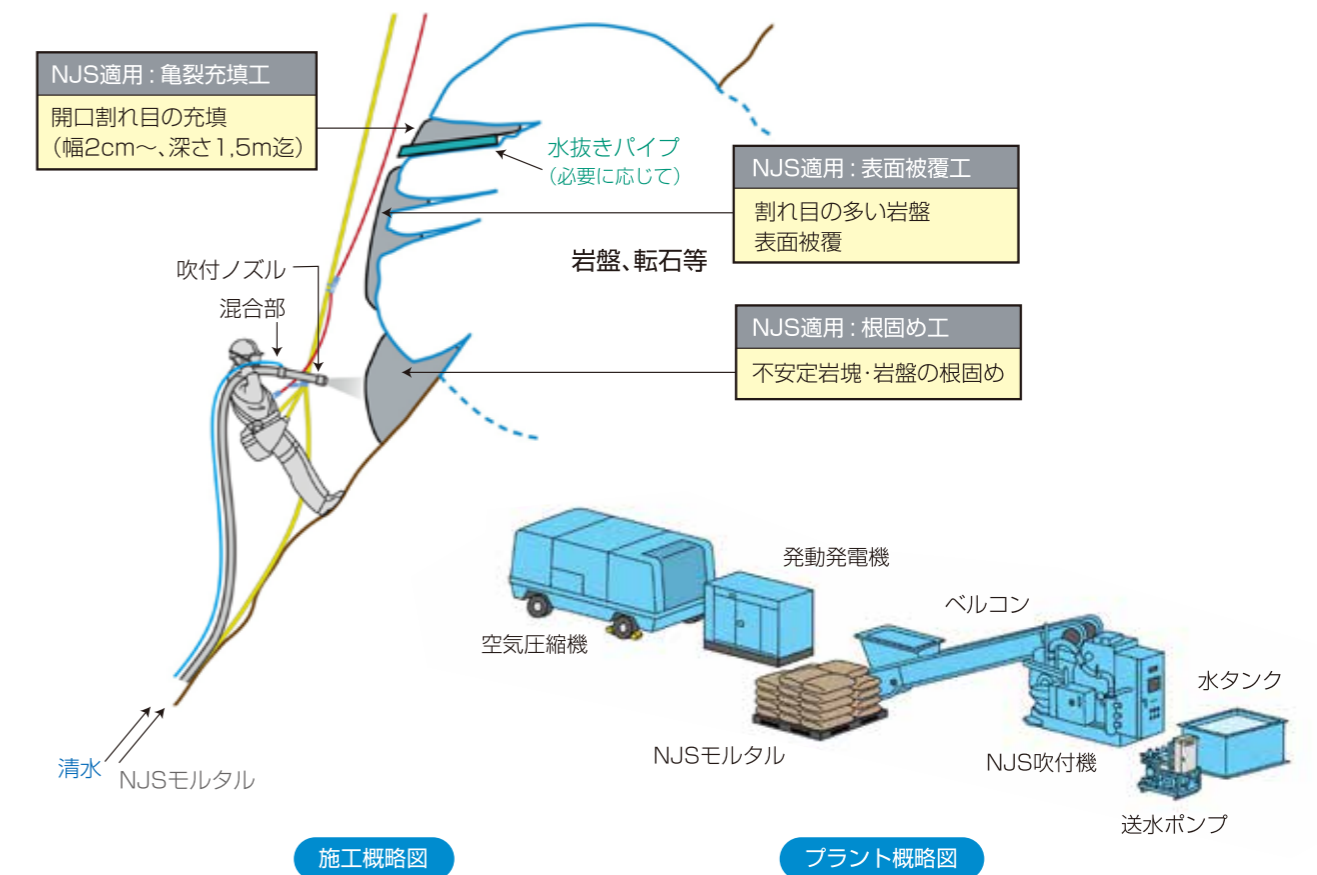 NJS適用：亀裂充填工
開口割れ目の充填
（幅2cm〜、深さ1,5m迄）
水抜きパイプ
（必要に応じて）
NJS適用：表面被覆工
割れ目の多い岩盤
表面被覆
岩盤、転石等
吹付ノズル
混合部
NJS適用：根固め工
不安定岩塊・岩盤の根固め
清水
NJSモルタル
施工概略図
発動発電機
ベルコン
空気圧縮機
水タンク
NJSモルタル
NJS吹付機
送水ポンプ
プラント概略図